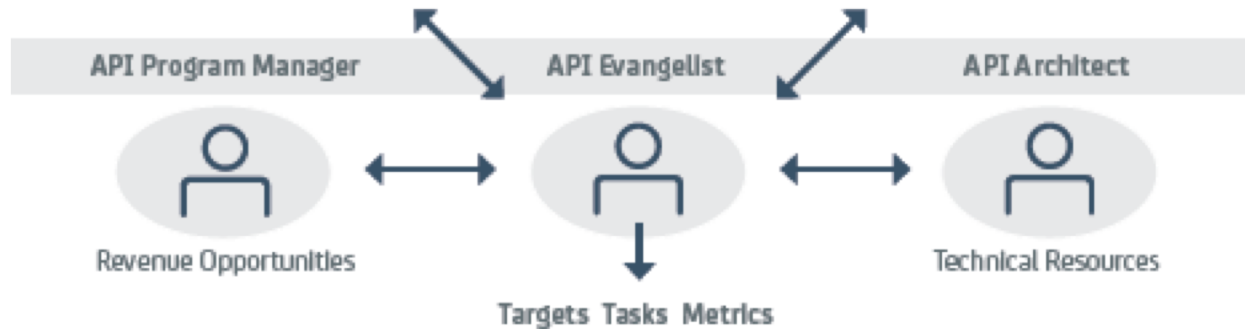 API Program Manager API Evangelist API Architect
Revenue Opportunities Technical Resources
Targets Tasks Metrics